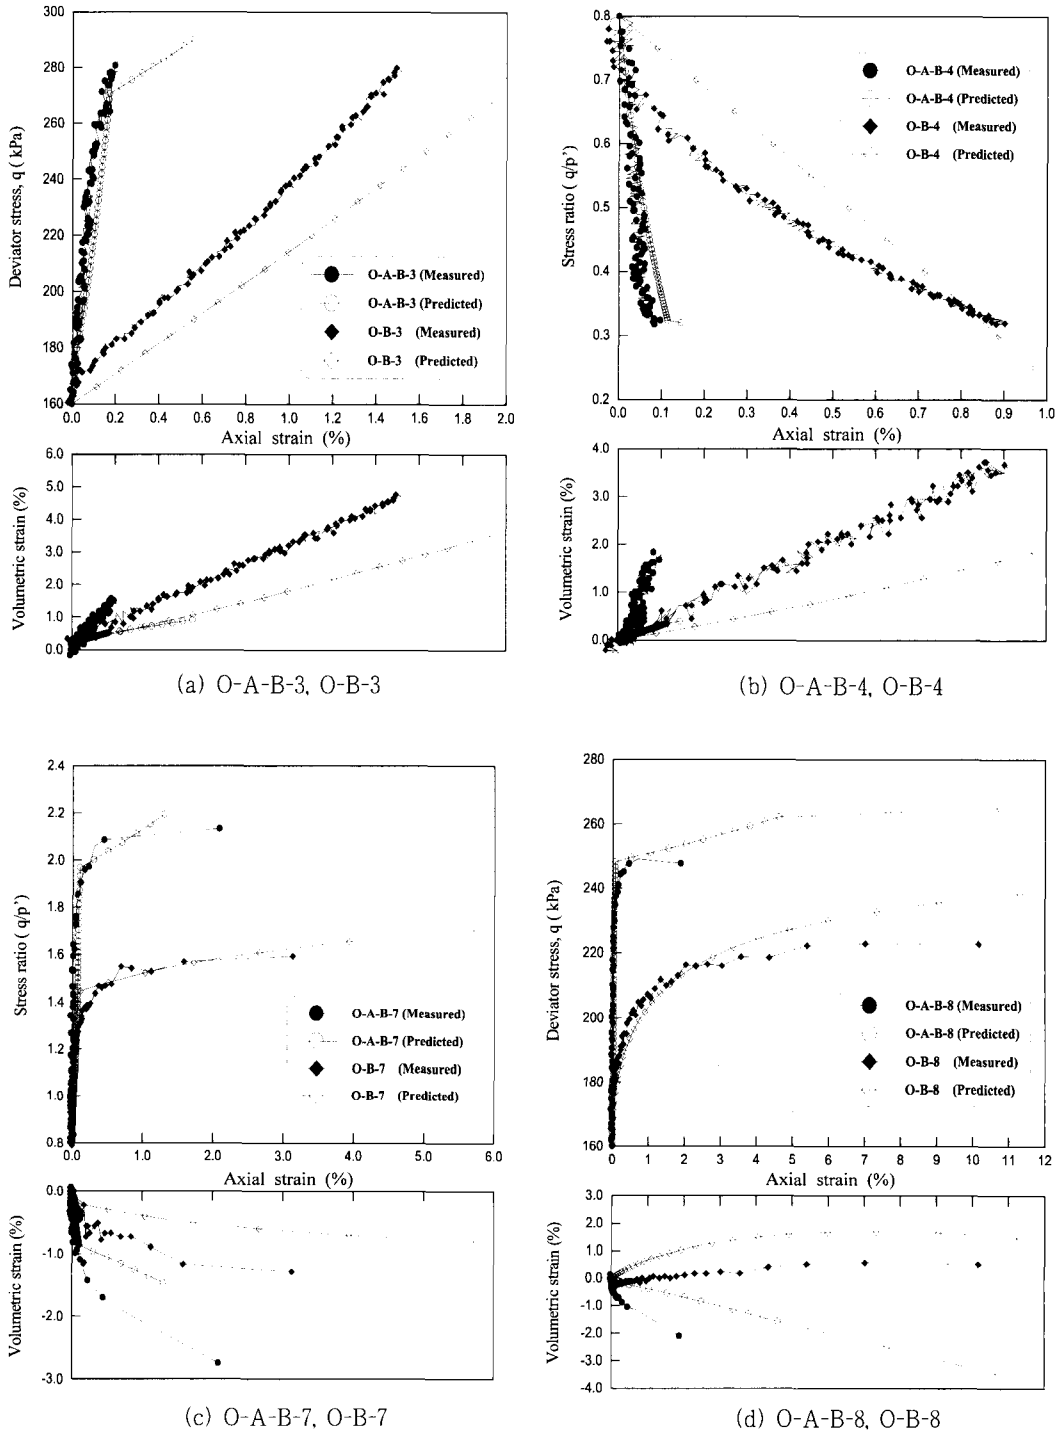 300
280
260
240
220
200
180
160
Deviator stress, q ( kPa)
O-A-B-3 (Measured)
O-A-B-3 (Predicted)
O-B-3 (Measured)
O-B-3 (Predicted)
0.0 0.2 0.4 0.6 0.8 1.0 1.2 1.4 1.6 1.8 2.0
Axial strain (%)
6.0
5.0
4.0
3.0
2.0
1.0
0.0
Volumetric strain (%)
(a) O-A-B-3, O-B-3
0.8
0.7
0.6
0.5
0.4
0.3
0.2
Stress ratio ( q/p')
O-A-B-4 (Measured)
O-A-B-4 (Predicted)
O-B-4 (Measured)
O-B-4 (Predicted)
0.0 0.1 0.2 0.3 0.4 0.5 0.6 0.7 0.8 0.9 1.0
Axial strain (%)
4.0
3.0
2.0
1.0
0.0
Volumetric strain (%)
(b) O-A-B-4, O-B-4
2.4
2.2
2.0
1.8
1.6
1.4
1.2
1.0
0.8
Stress ratio ( q/p')
O-A-B-7 (Measured)
O-A-B-7 (Predicted)
O-B-7 (Measured)
O-B-7 (Predicted)
0.0 1.0 2.0 3.0 4.0 5.0 6.0
Axial strain (%)
0.0
-1.0
-2.0
-3.0
Volumetric strain (%)
(c) O-A-B-7, O-B-7
280
260
240
220
200
180
160
Deviator stress, q ( kPa)
O-A-B-8 (Measured)
O-A-B-8 (Predicted)
O-B-8 (Measured)
O-B-8 (Predicted)
0 1 2 3 4 5 6 7 8 9 10 11 12
Axial strain (%)
3.0
2.0
1.0
0.0
-1.0
-2.0
-3.0
-4.0
Volumetric strain (%)
(d) O-A-B-8, O-B-8